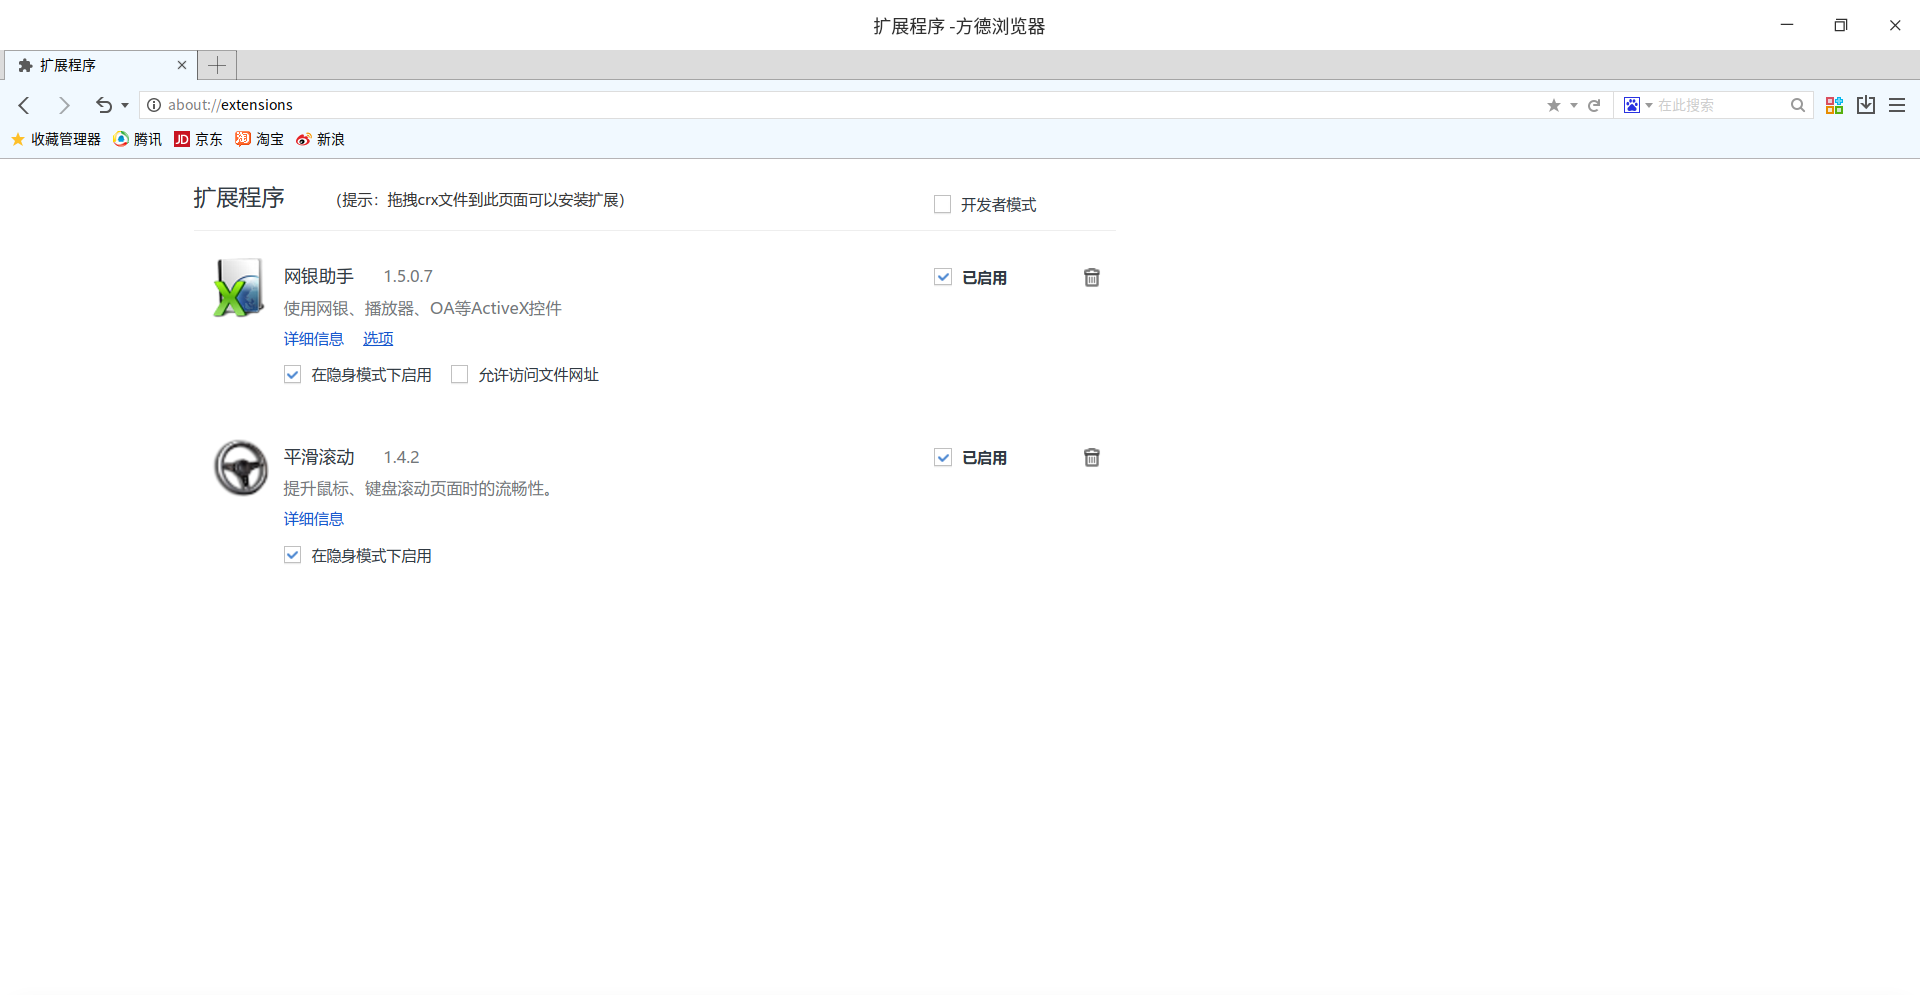 扩展程序 -方德浏览器
扩展程序
about://extensions
在此搜索
收藏管理器 腾讯 JD 京东 淘 淘宝 新浪
扩展程序 (提示：拖拽crx文件到此页面可以安装扩展) 开发者模式
网银助手 1.5.0.7 已启用
使用网银、播放器、OA等ActiveX控件
详细信息 选项
在隐身模式下启用 允许访问文件网址
平滑滚动 1.4.2 已启用
提升鼠标、键盘滚动页面时的流畅性。
详细信息
在隐身模式下启用